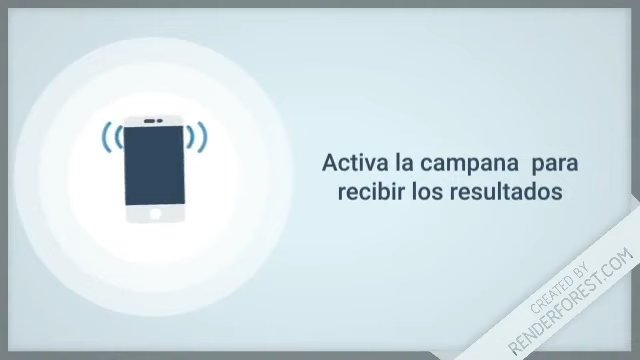 Activa la campana  para
recibir los resultados
CREATED BY
RENDERFOREST.COM